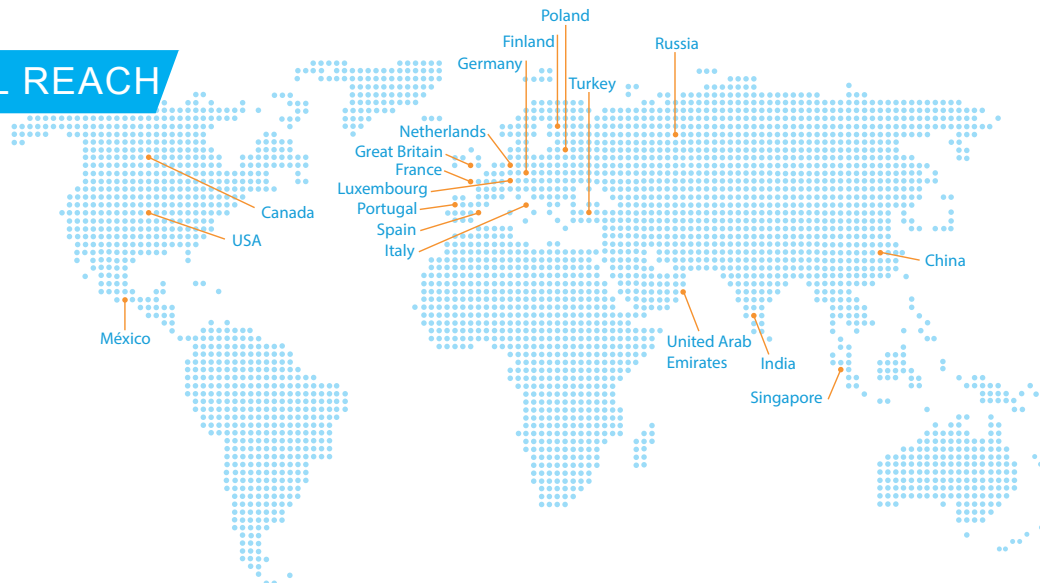 L REACH
Poland
Finland
Russia
Germany
Turkey
Netherlands
Great Britain
France
Luxembourg
Portugal
Spain
Italy
Canada
USA
China
México
United Arab
Emirates
India
Singapore